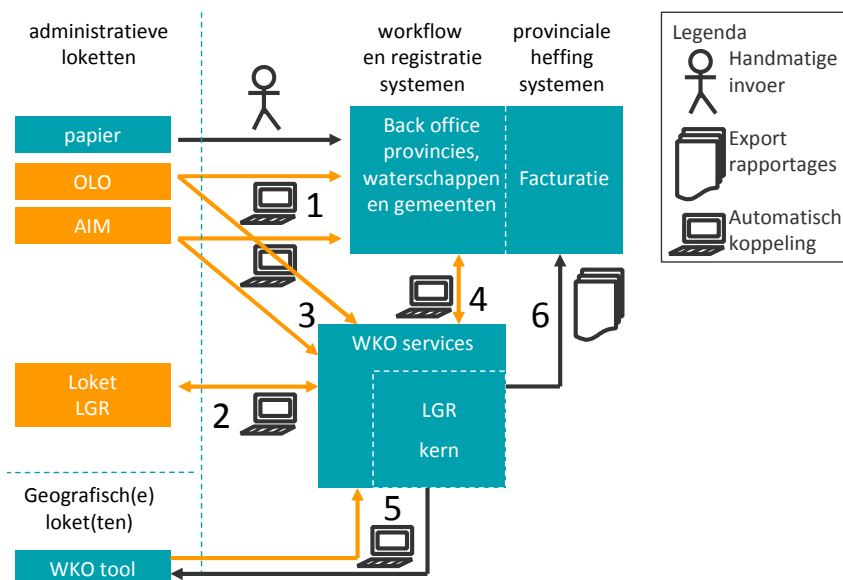 administratieve
loketten
workflow
en registratie
systemen
provinciale
heffing
systemen
Legenda
Handmatige
invoer
Export
rapportages
Automatisch
koppeling
papier
OLO
AIM
Back office
provincies,
waterschappen
en gemeenten
Facturatie
1
3
4
6
WKO services
LGR
kern
Loket
LGR
2
Geografisch(e)
loket(ten)
5
WKO tool